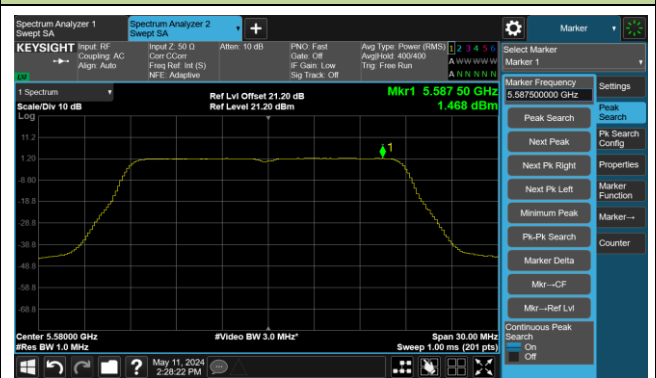 Spectrum Analyzer 1
Swept SA
Spectrum Analyzer 2
Swept SA
+
Marker
KEYSIGHT
Input: RF
Coupling: AC
Align: Auto
Input Z: 50 Ω
Corr CCorr
Freq Ref: Int (S)
NFE: Adaptive
Atten: 10 dB
PNO: Fast
Gate: Off
IF Gain: Low
Sig Track: Off
Avg Type: Power (RMS)
Avg|Hold: 400/400
Trig: Free Run
1 2 3 4 5 6
A W W W W W
A N N N N N
LXI
Select Marker
Marker 1
1 Spectrum
Scale/Div 10 dB
Log
Ref Lvl Offset 21.20 dB
Ref Level 21.20 dBm
Mkr1 5.587 50 GHz
1.468 dBm
11.2
1.20
-8.80
-18.8
-28.8
-38.8
-48.8
-58.8
-68.8
1
Center 5.58000 GHz
#Res BW 1.0 MHz
#Video BW 3.0 MHz*
Span 30.00 MHz
Sweep 1.00 ms (201 pts)
Marker Frequency
5.587500000 GHz
Peak Search
Next Peak
Next Pk Right
Next Pk Left
Minimum Peak
Pk-Pk Search
Marker Delta
Mkr→CF
Mkr→Ref Lvl
Continuous Peak
Search
On
Off
Settings
Peak
Search
Pk Search
Config
Properties
Marker
Function
Marker→
Counter
?
May 11, 2024
2:28:22 PM